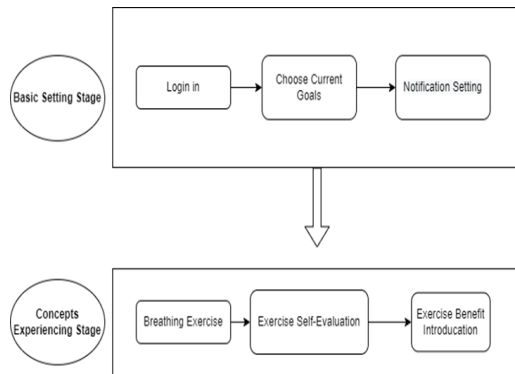 Basic Setting Stage
Login in
Choose Current
Goals
Notification Setting
Concepts
Experiencing Stage
Breathing Exercise
Exercise Self-Evaluation
Exercise Benefit
Introducation